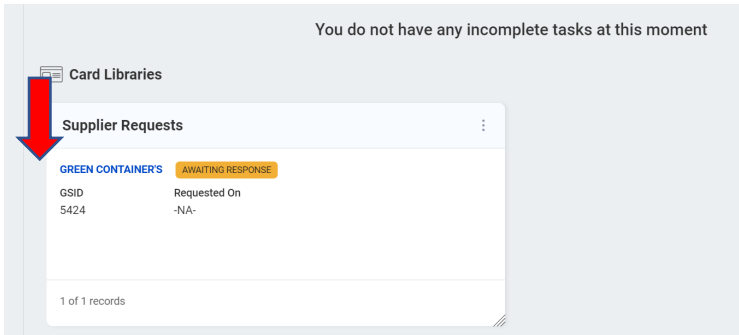 You do not have any incomplete tasks at this moment
Card Libraries
Supplier Requests
GREEN CONTAINER'S AWAITING RESPONSE
GSID Requested On
5424 -NA-
1 of 1 records